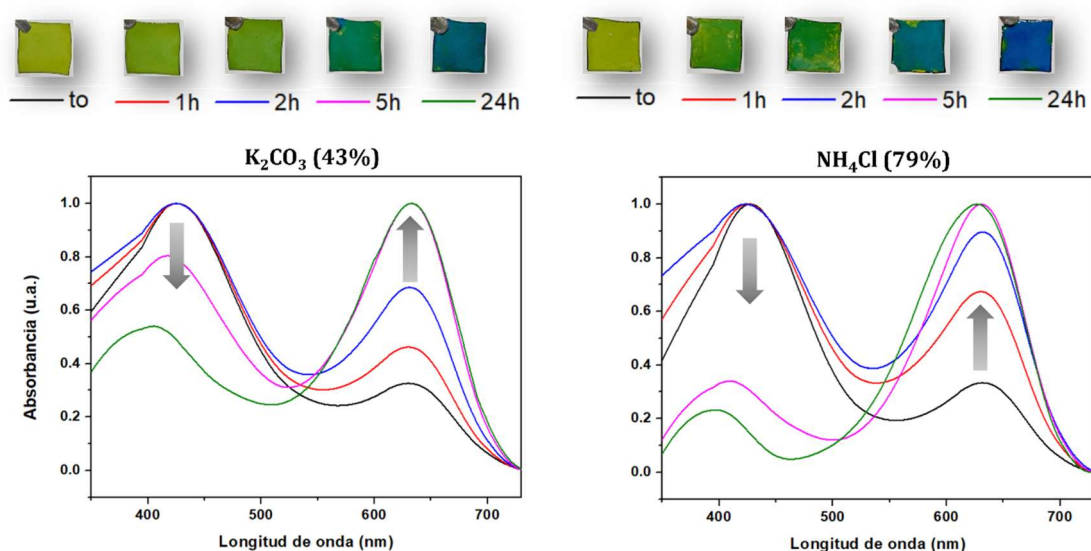 to 1h 2h 5h 24h
to 1h 2h 5h 24h
K₂CO₃ (43%)
1.0
0.8
0.6
0.4
0.2
0.0
Absorbancia (u.a.)
400 500 600 700
Longitud de onda (nm)
NH₄Cl (79%)
1.0
0.8
0.6
0.4
0.2
0.0
400 500 600 700
Longitud de onda (nm)